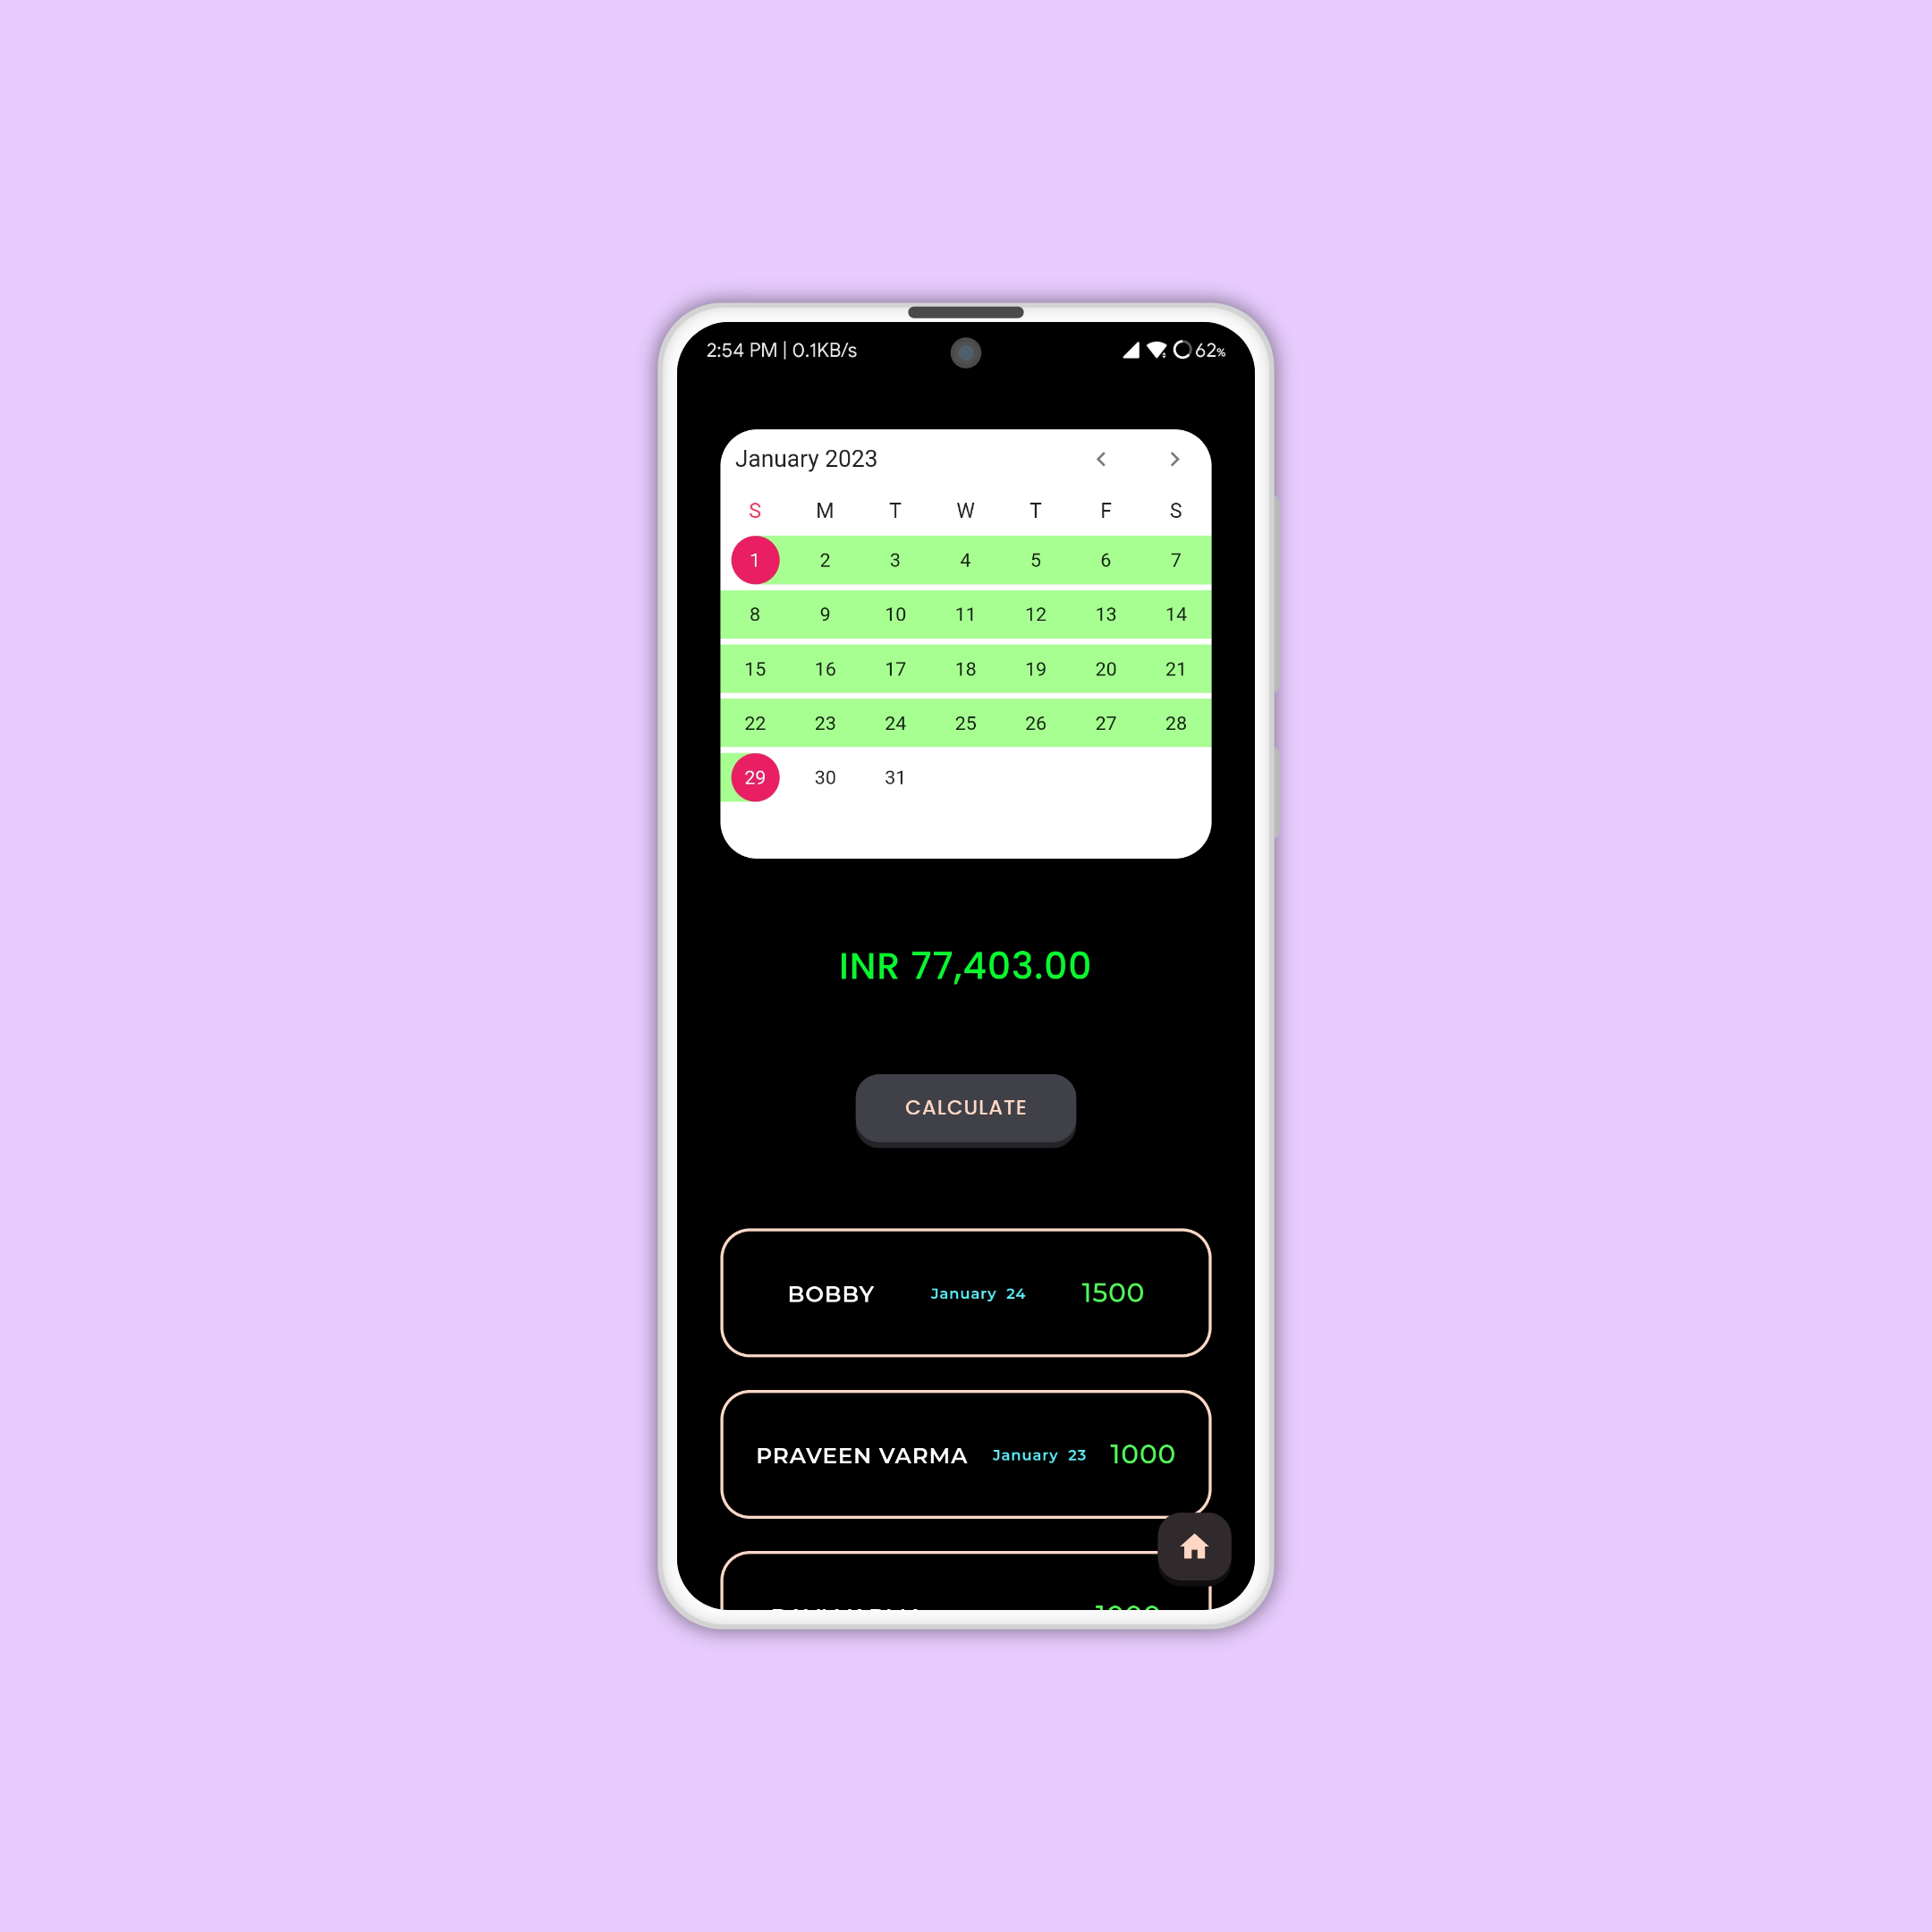 2:54 PM | 0.1KB/s 62%
January 2023
S M T W T F S
1 2 3 4 5 6 7
8 9 10 11 12 13 14
15 16 17 18 19 20 21
22 23 24 25 26 27 28
29 30 31
INR 77,403.00
CALCULATE
BOBBY January 24 1500
PRAVEEN VARMA January 23 1000